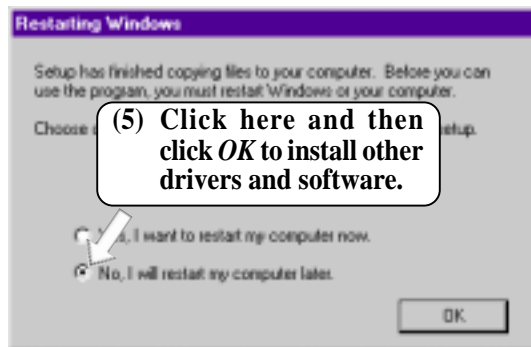 Restarting Windows
Setup has finished copying files to your computer. Before you can
use the program, you must restart Windows or your computer.
Choose
etup.
(5) Click here and then
click OK to install other
drivers and software.
I want to restart my computer now.
No, I will restart my computer later.
OK